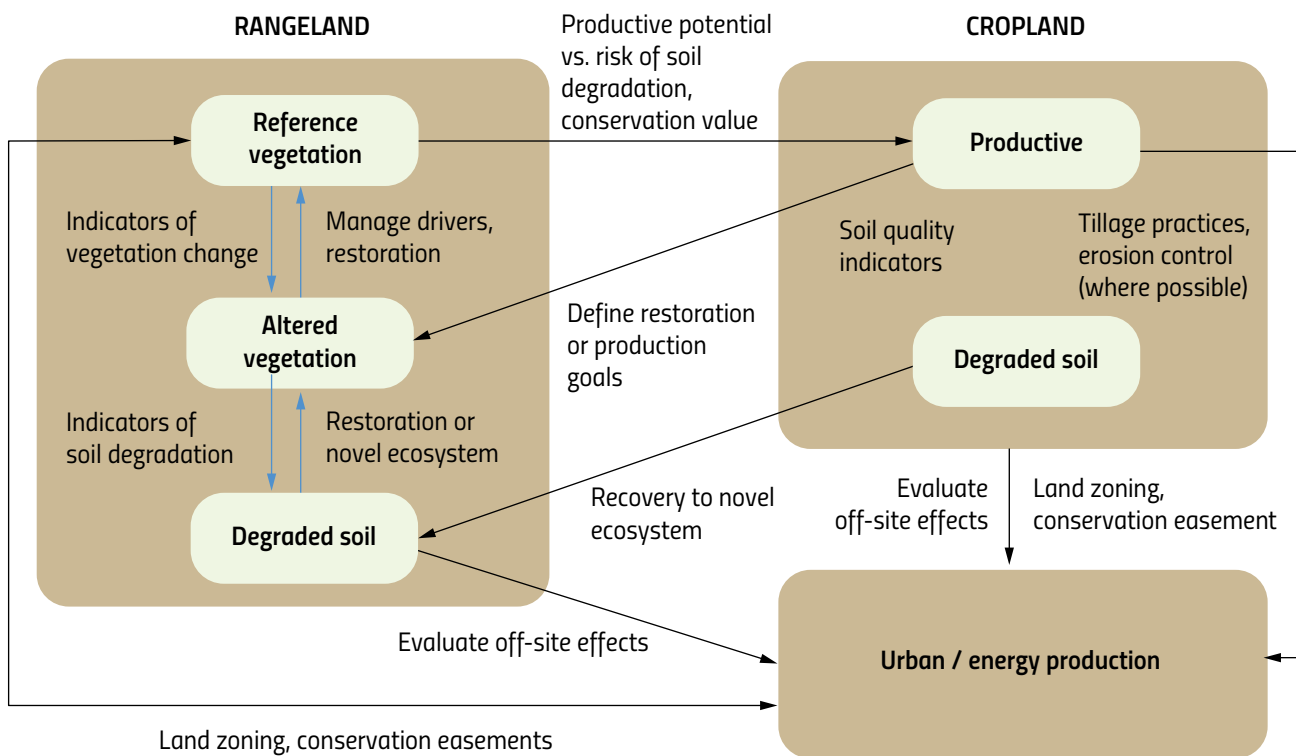 RANGELAND
Productive potential
vs. risk of soil
degradation,
conservation value
CROPLAND
Reference
vegetation
Productive
Indicators of
vegetation change
Manage drivers,
restoration
Soil quality
indicators
Tillage practices,
erosion control
(where possible)
Altered
vegetation
Define restoration
or production
goals
Degraded soil
Indicators of
soil degradation
Restoration or
novel ecosystem
Recovery to novel
ecosystem
Evaluate
off-site effects
Land zoning,
conservation easement
Degraded soil
Evaluate off-site effects
Urban / energy production
Land zoning, conservation easements